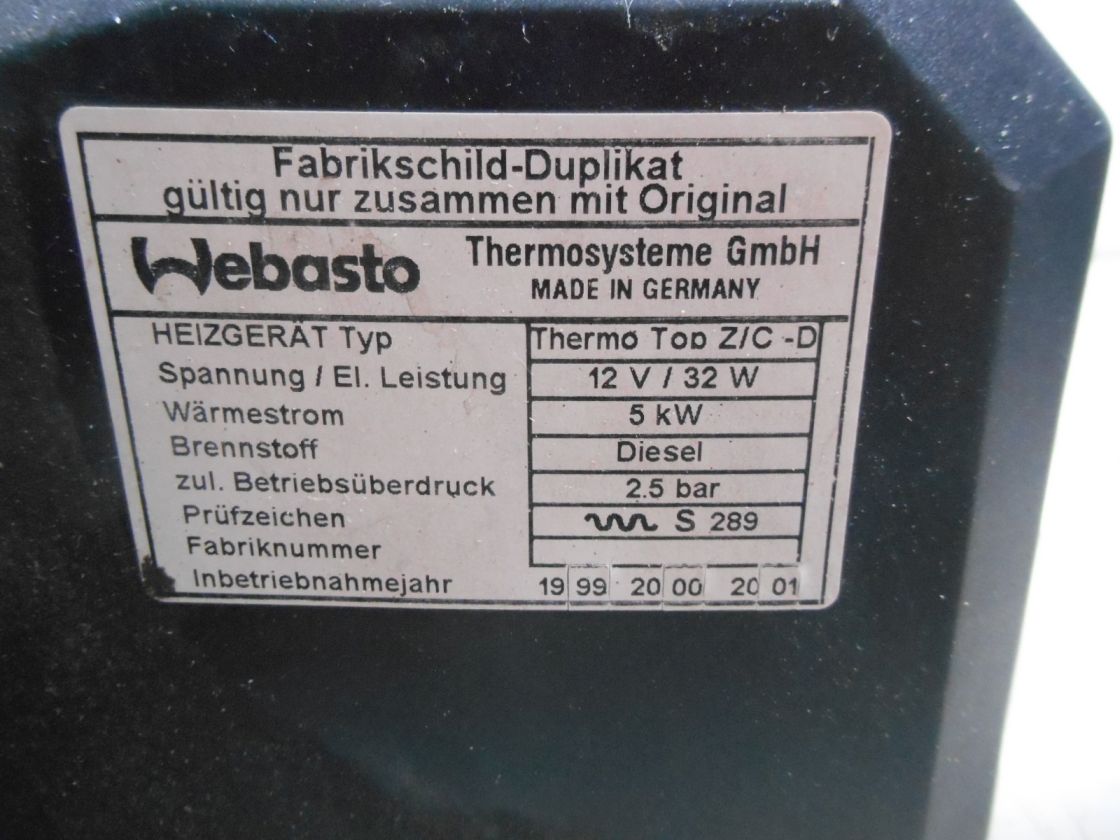 Fabrikschild-Duplikat
gültig nur zusammen mit Original
Webasto Thermosysteme GmbH
MADE IN GERMANY
HEIZGERÄT Typ Thermo Top Z/C -D
Spannung / El. Leistung 12 V / 32 W
Wärmestrom 5 kW
Brennstoff Diesel
zul. Betriebsüberdruck 2.5 bar
Prüfzeichen S 289
Fabriknummer
Inbetriebnahmejahr 19 99 20 00 20 01